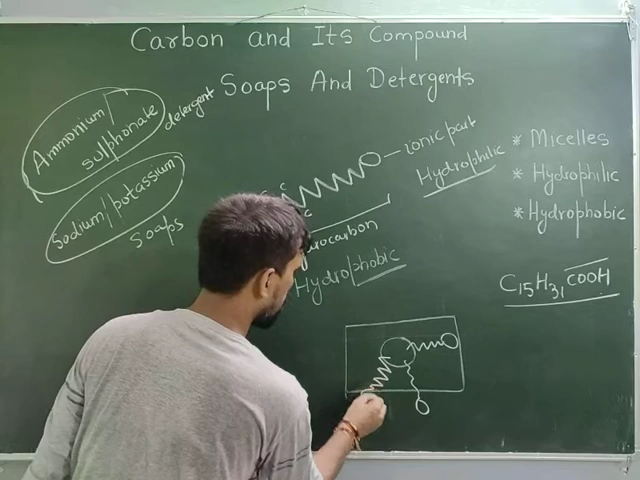 Carbon and Its Compound
Soaps And Detergents
Ammonium/
sulphonate
detergent
Sodium/potassium
soaps
C
C
ionic part
Hydrophilic
Hydrophobic
* Micelles
* Hydrophilic
* Hydrophobic
C15H31COOH